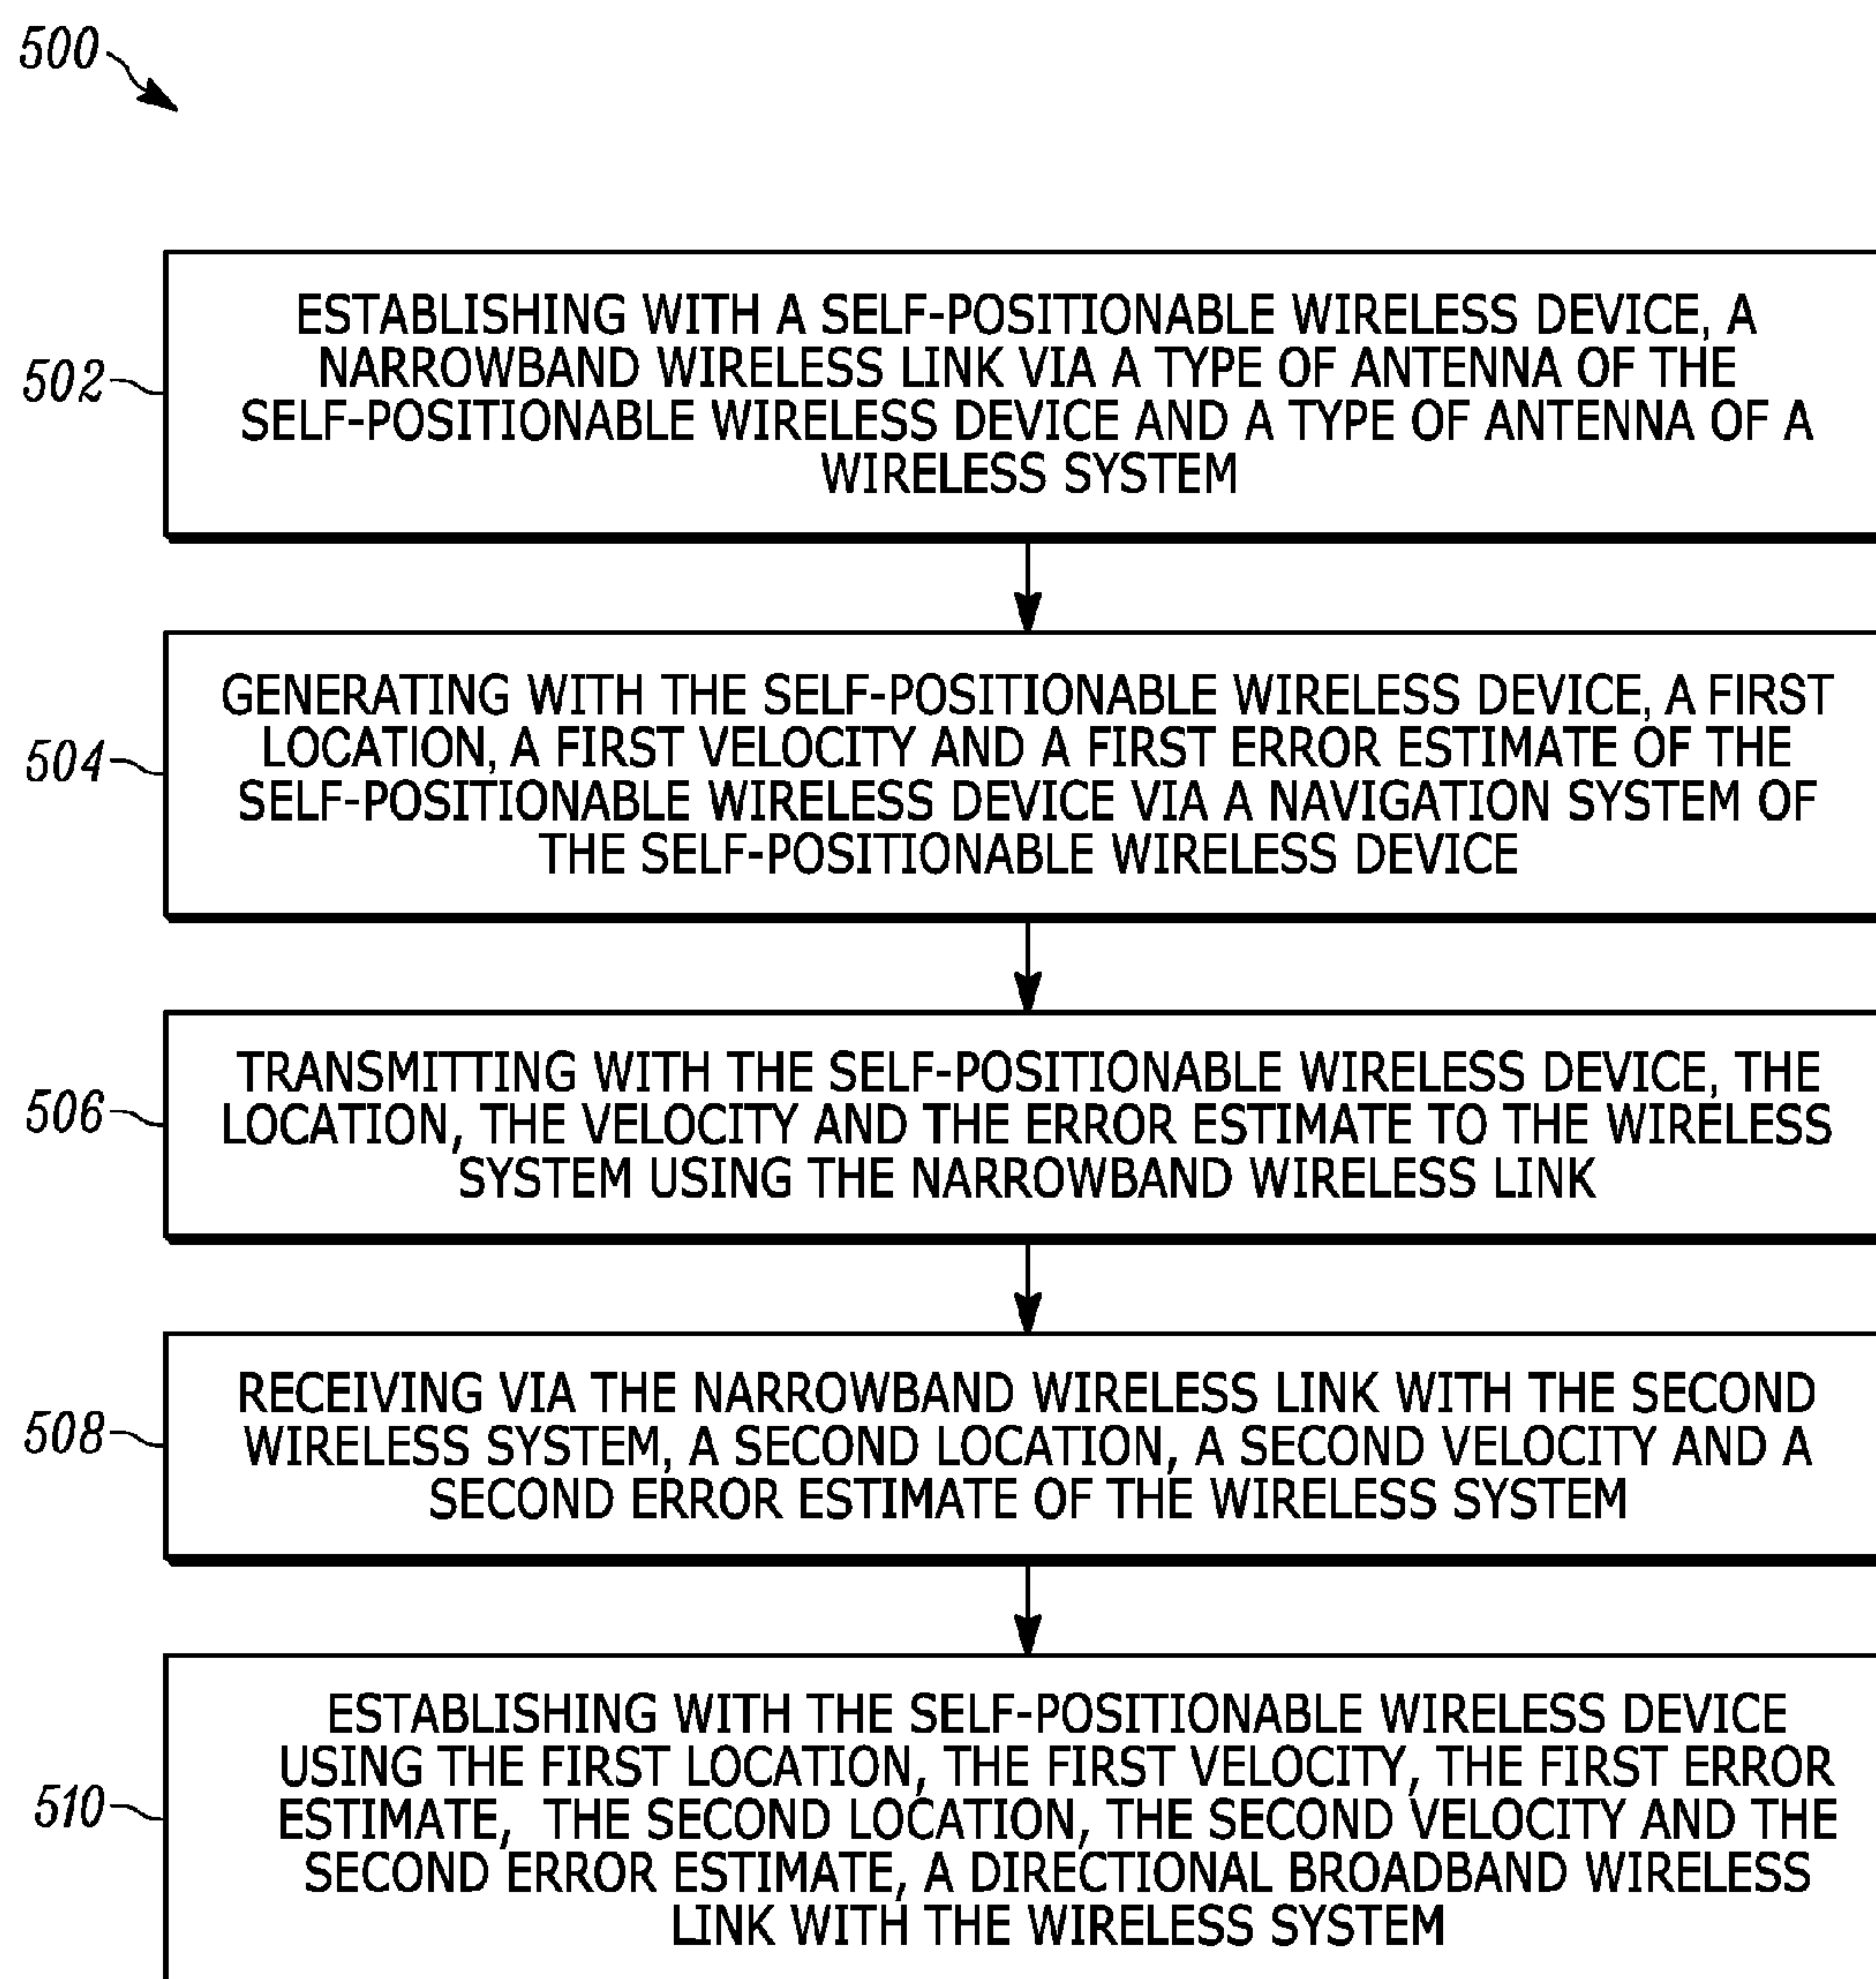 500
502
ESTABLISHING WITH A SELF-POSITIONABLE WIRELESS DEVICE, A
NARROWBAND WIRELESS LINK VIA A TYPE OF ANTENNA OF THE
SELF-POSITIONABLE WIRELESS DEVICE AND A TYPE OF ANTENNA OF A
WIRELESS SYSTEM
504
GENERATING WITH THE SELF-POSITIONABLE WIRELESS DEVICE, A FIRST
LOCATION, A FIRST VELOCITY AND A FIRST ERROR ESTIMATE OF THE
SELF-POSITIONABLE WIRELESS DEVICE VIA A NAVIGATION SYSTEM OF
THE SELF-POSITIONABLE WIRELESS DEVICE
506
TRANSMITTING WITH THE SELF-POSITIONABLE WIRELESS DEVICE, THE
LOCATION, THE VELOCITY AND THE ERROR ESTIMATE TO THE WIRELESS
SYSTEM USING THE NARROWBAND WIRELESS LINK
508
RECEIVING VIA THE NARROWBAND WIRELESS LINK WITH THE SECOND
WIRELESS SYSTEM, A SECOND LOCATION, A SECOND VELOCITY AND A
SECOND ERROR ESTIMATE OF THE WIRELESS SYSTEM
510
ESTABLISHING WITH THE SELF-POSITIONABLE WIRELESS DEVICE
USING THE FIRST LOCATION, THE FIRST VELOCITY, THE FIRST ERROR
ESTIMATE, THE SECOND LOCATION, THE SECOND VELOCITY AND THE
SECOND ERROR ESTIMATE, A DIRECTIONAL BROADBAND WIRELESS
LINK WITH THE WIRELESS SYSTEM